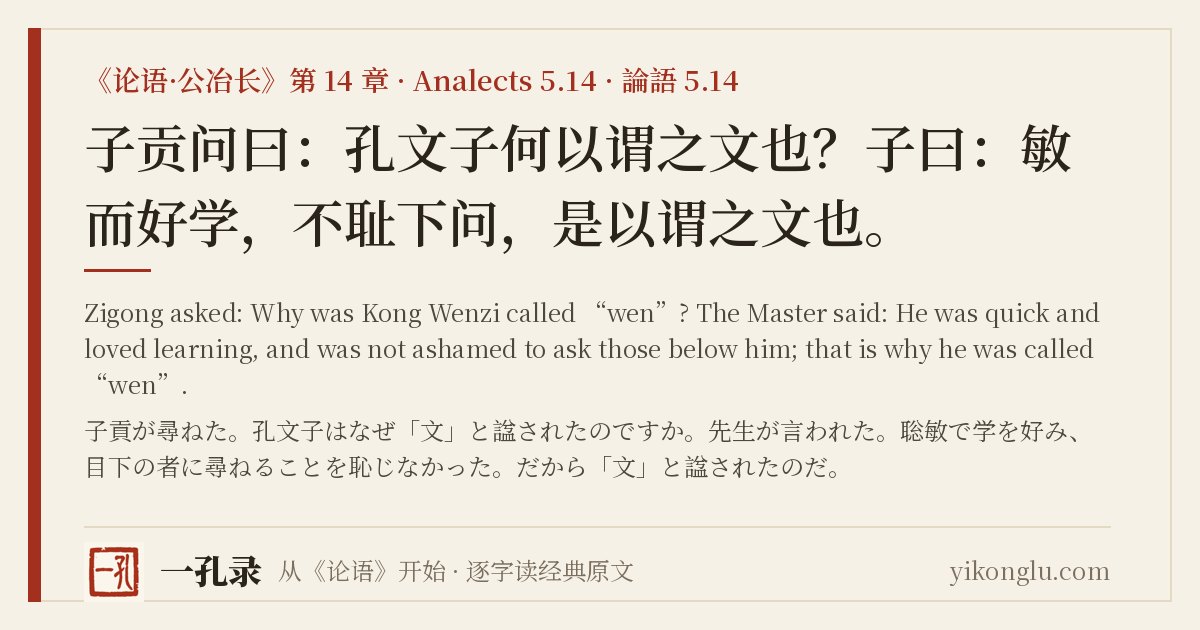 《论语·公冶长》第 14 章 · Analects 5.14 · 論語 5.14
子贡问曰：孔文子何以谓之文也？子曰：敏
而好学，不耻下问，是以谓之文也。
Zigong asked: Why was Kong Wenzi called “wen”? The Master said: He was quick and
loved learning, and was not ashamed to ask those below him; that is why he was called
“wen”.
子貢が尋ねた。孔文子はなぜ「文」と諡されたのですか。先生が言われた。聡敏で学を好み、
目下の者に尋ねることを恥じなかった。だから「文」と諡されたのだ。
一孔
一孔录
从《论语》开始 · 逐字读经典原文
yikonglu.com